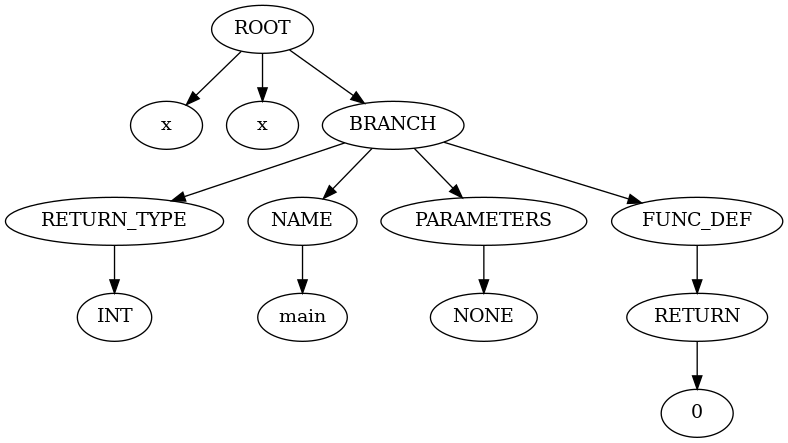 ROOT
x x BRANCH
RETURN_TYPE NAME PARAMETERS FUNC_DEF
INT main NONE RETURN
0